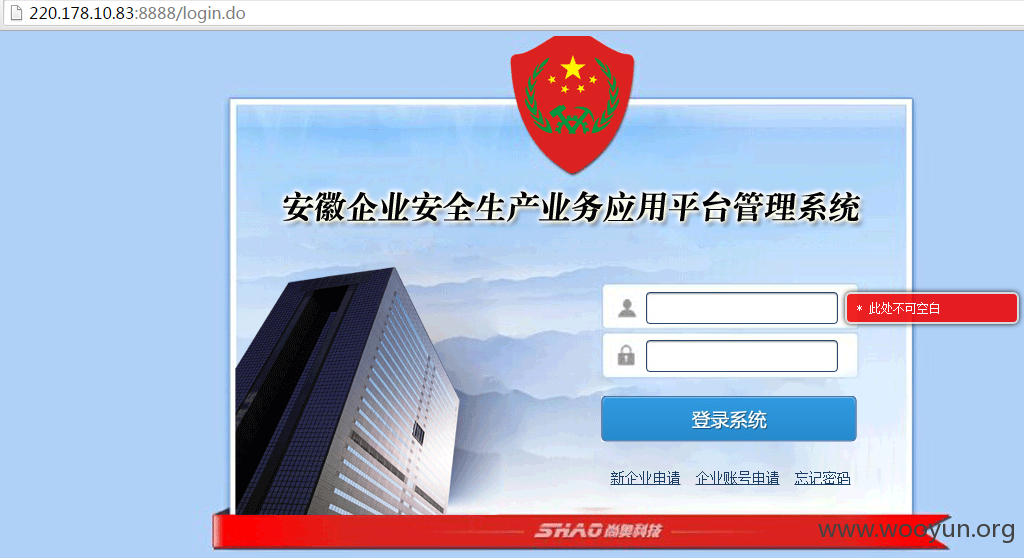 220.178.10.83:8888/login.do
安徽企业安全生产业务应用平台管理系统
* 此处不可空白
登录系统
新企业申请 企业账号申请 忘记密码
SHAO 尚奥科技
www.wooyun.org